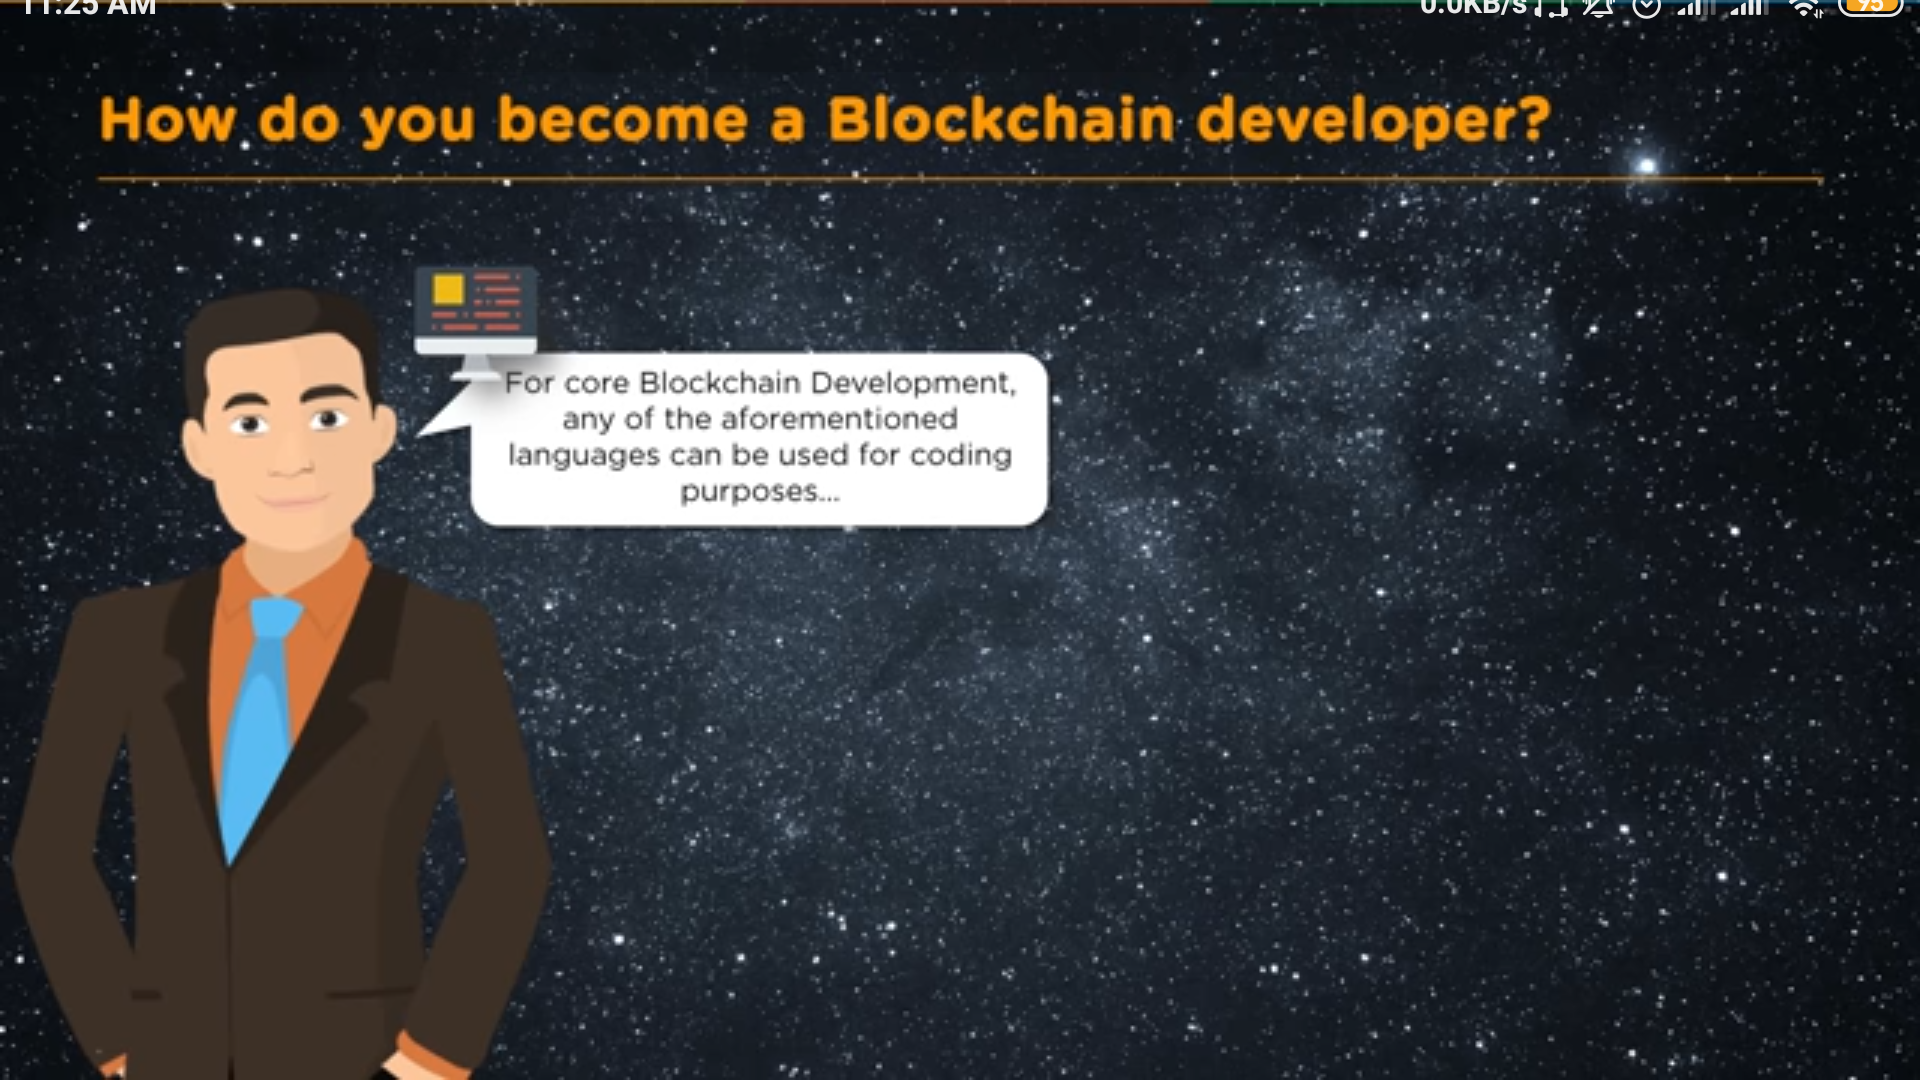 11:25 AM
0.0KB/s
95
How do you become a Blockchain developer?
For core Blockchain Development,
any of the aforementioned
languages can be used for coding
purposes...